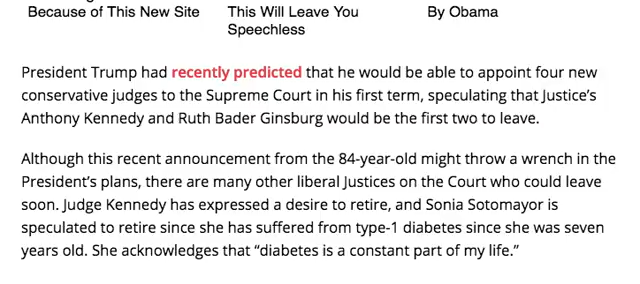 Because of This New Site
This Will Leave You
Speechless
By Obama
President Trump had recently predicted that he would be able to appoint four new
conservative judges to the Supreme Court in his first term, speculating that Justice’s
Anthony Kennedy and Ruth Bader Ginsburg would be the first two to leave.
Although this recent announcement from the 84-year-old might throw a wrench in the
President’s plans, there are many other liberal Justices on the Court who could leave
soon. Judge Kennedy has expressed a desire to retire, and Sonia Sotomayor is
speculated to retire since she has suffered from type-1 diabetes since she was seven
years old. She acknowledges that “diabetes is a constant part of my life.”